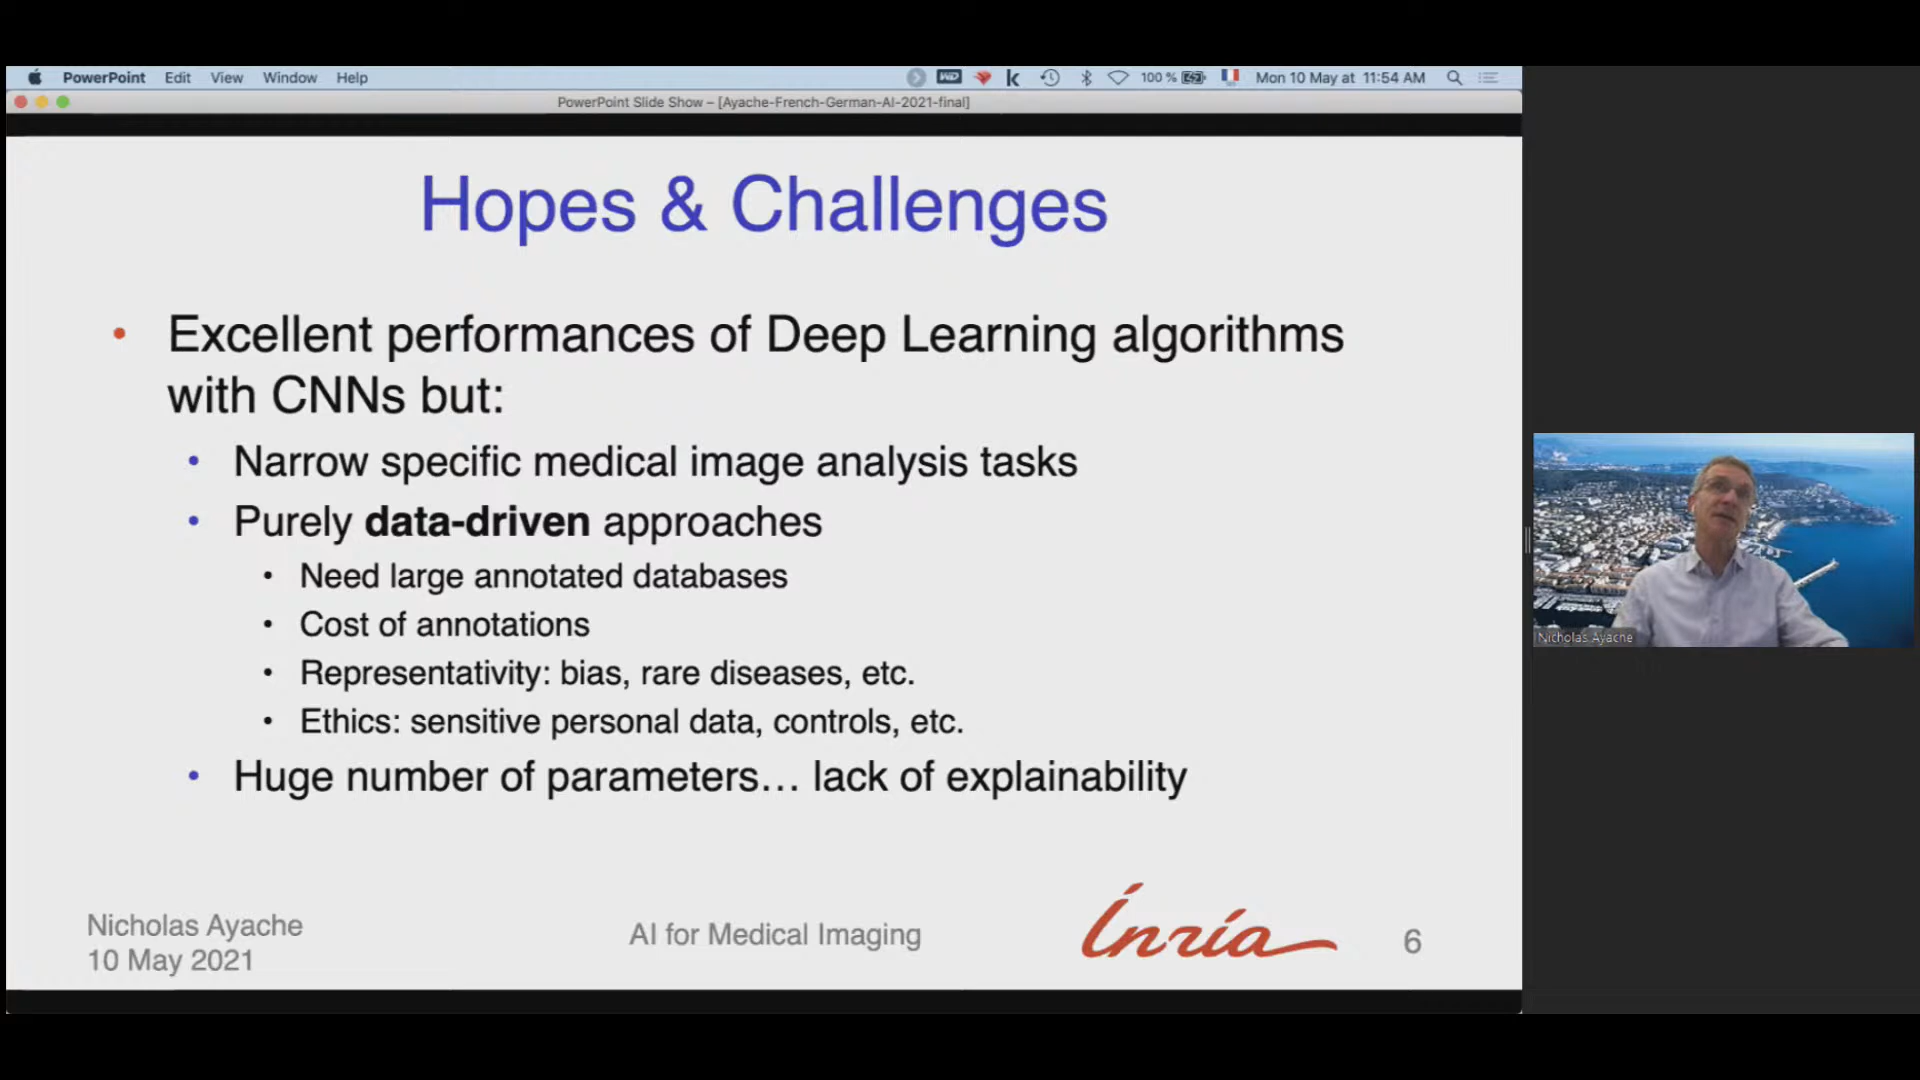 PowerPoint Edit View Window Help
WD k 100 % Mon 10 May at 11:54 AM
PowerPoint Slide Show – [Ayache-French-German-AI-2021-final]
Hopes & Challenges
• Excellent performances of Deep Learning algorithms
with CNNs but:
• Narrow specific medical image analysis tasks
• Purely data-driven approaches
• Need large annotated databases
• Cost of annotations
• Representativity: bias, rare diseases, etc.
• Ethics: sensitive personal data, controls, etc.
• Huge number of parameters… lack of explainability
Nicholas Ayache
10 May 2021
AI for Medical Imaging
Inria
6
Nicholas Ayache